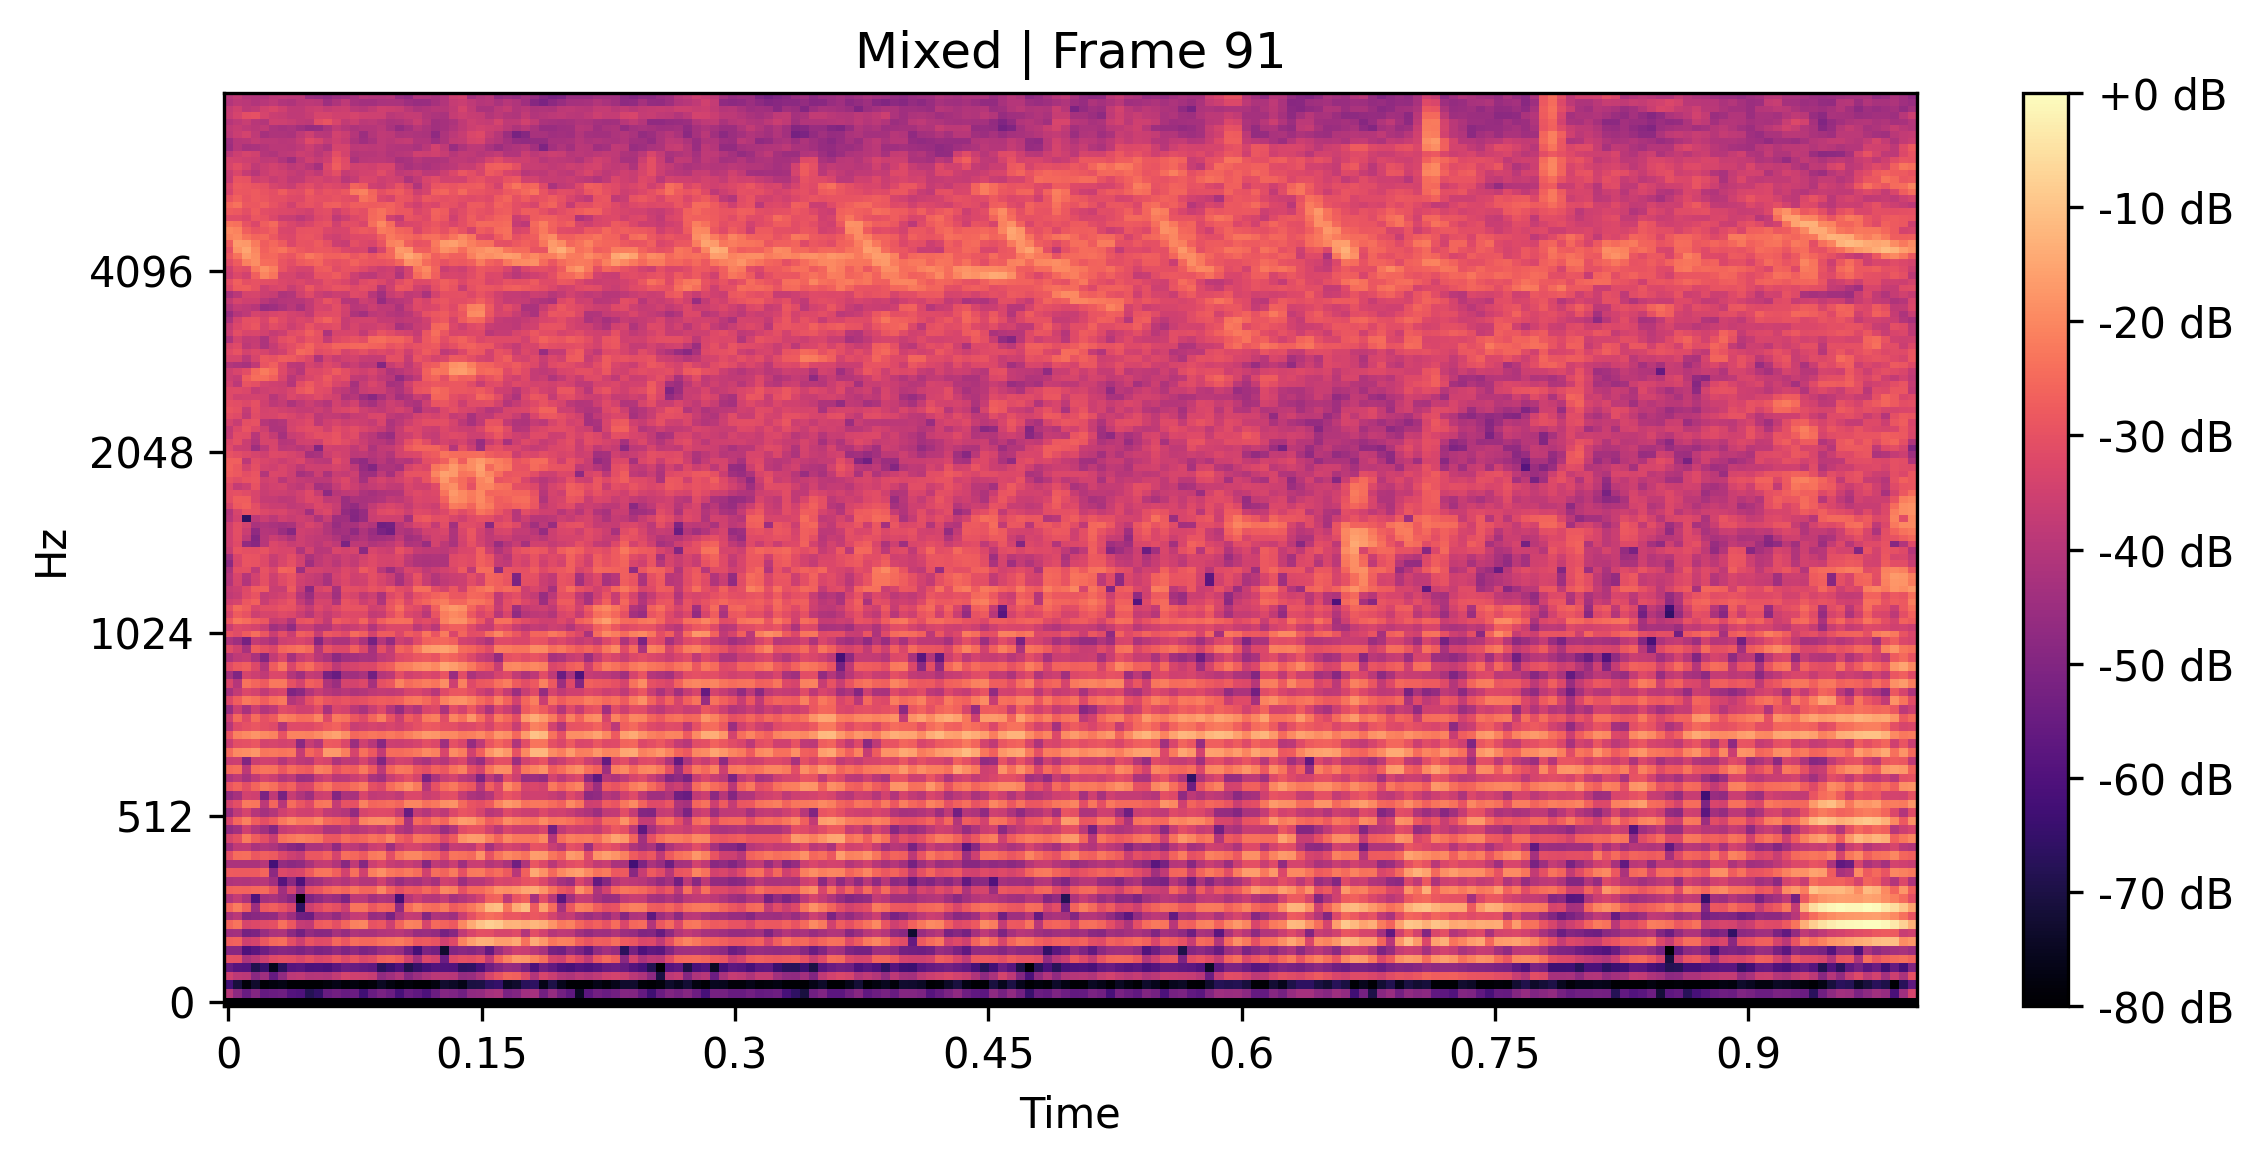 Mixed | Frame 91
+0 dB
-10 dB
-20 dB
-30 dB
-40 dB
-50 dB
-60 dB
-70 dB
-80 dB
Hz
4096
2048
1024
512
0
0 0.15 0.3 0.45 0.6 0.75 0.9
Time